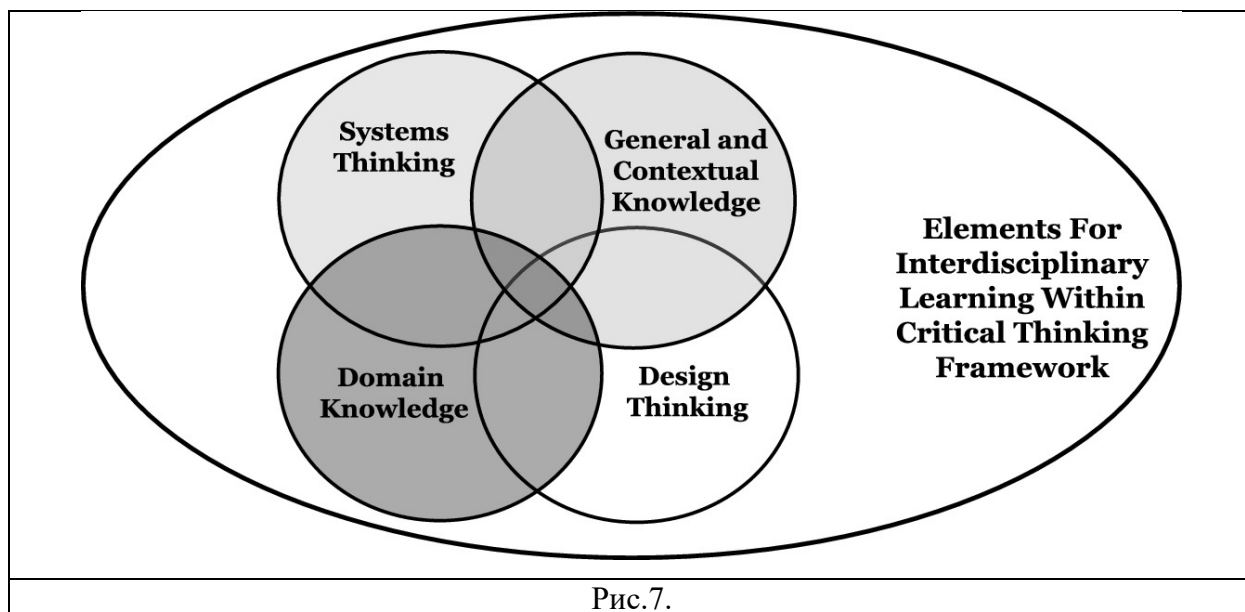 Systems
Thinking
General and
Contextual
Knowledge
Elements For
Interdisciplinary
Learning Within
Critical Thinking
Framework
Domain
Knowledge
Design
Thinking
Рис.7.